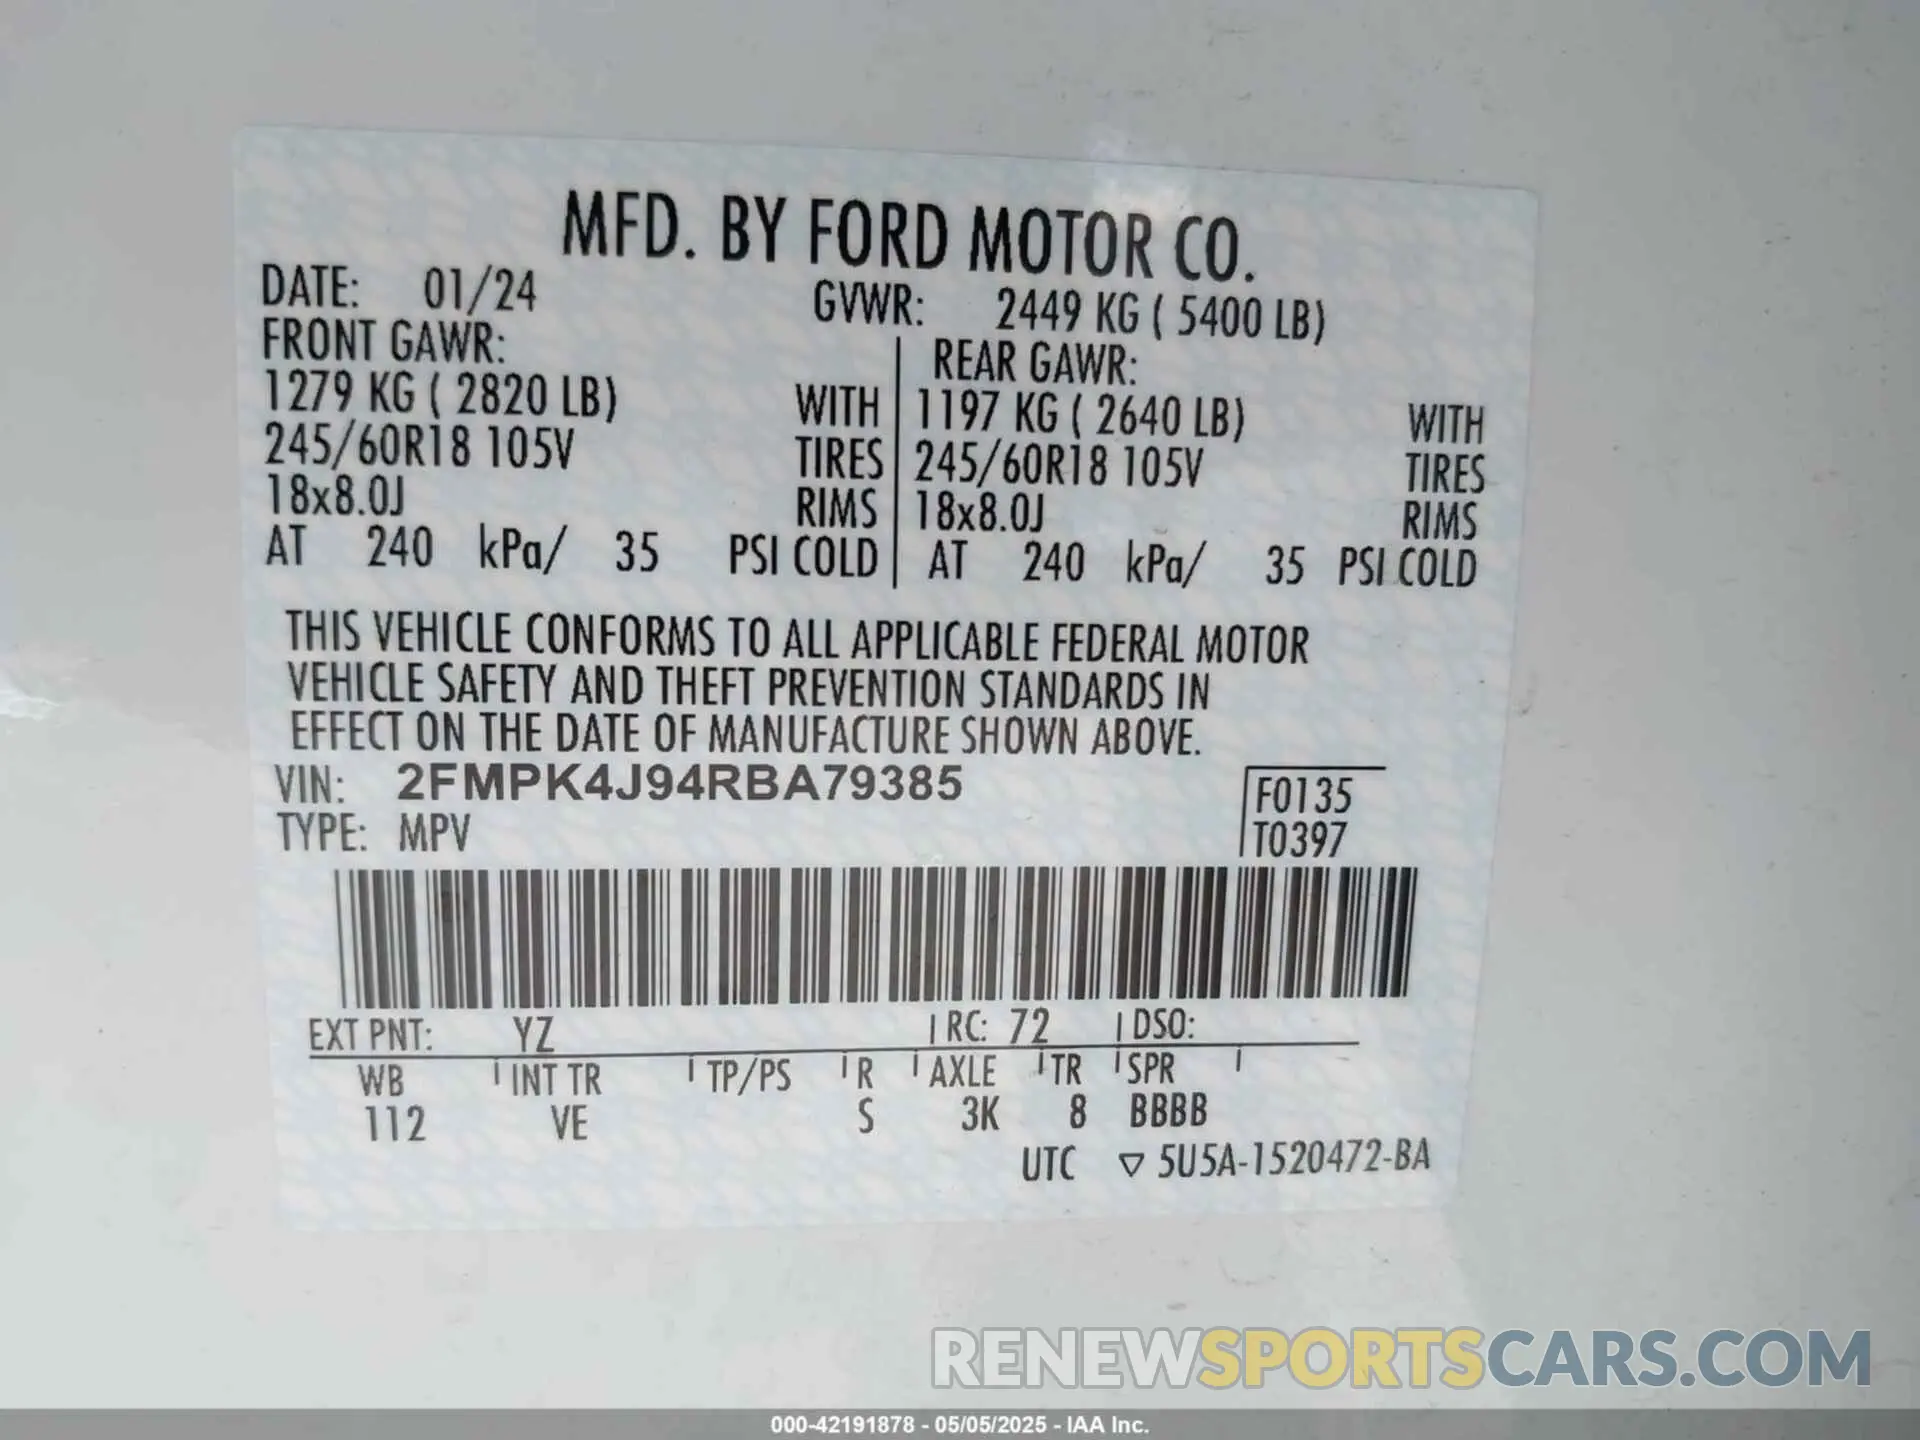 MFD. BY FORD MOTOR CO.
DATE: 01/24 GVWR: 2449 KG ( 5400 LB)
FRONT GAWR: REAR GAWR:
1279 KG ( 2820 LB) WITH 1197 KG ( 2640 LB) WITH
245/60R18 105V TIRES 245/60R18 105V TIRES
18x8.0J RIMS 18x8.0J RIMS
AT 240 kPa/ 35 PSI COLD AT 240 kPa/ 35 PSI COLD
THIS VEHICLE CONFORMS TO ALL APPLICABLE FEDERAL MOTOR
VEHICLE SAFETY AND THEFT PREVENTION STANDARDS IN
EFFECT ON THE DATE OF MANUFACTURE SHOWN ABOVE.
VIN: 2FMPK4J94RBA79385 F0135
TYPE: MPV T0397
EXT PNT: YZ RC: 72 DSO:
WB INT TR TP/PS R AXLE TR SPR
112 VE S 3K 8 BBBB
UTC ▽ 5U5A-1520472-BA
RENEWSPORTSCARS.COM
000-42191878 - 05/05/2025 - IAA Inc.